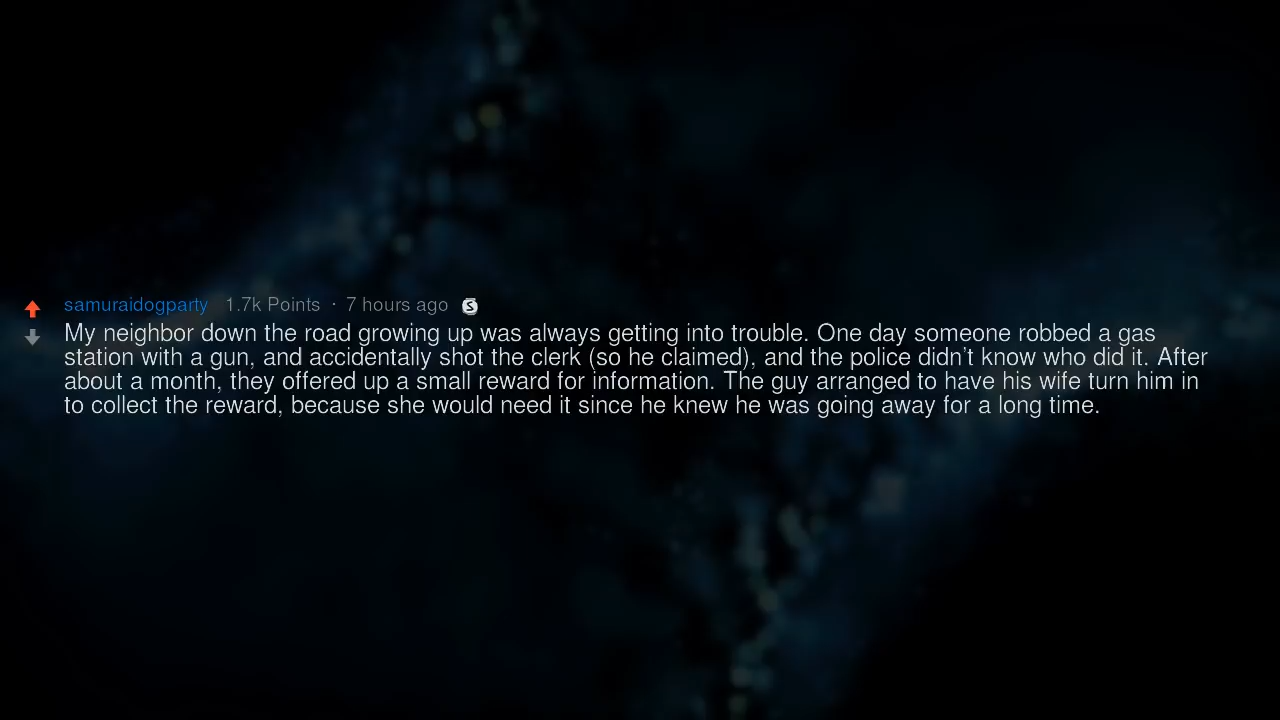 samuraidogparty 1.7k Points · 7 hours ago S
My neighbor down the road growing up was always getting into trouble. One day someone robbed a gas
station with a gun, and accidentally shot the clerk (so he claimed), and the police didn't know who did it. After
about a month, they offered up a small reward for information. The guy arranged to have his wife turn him in
to collect the reward, because she would need it since he knew he was going away for a long time.